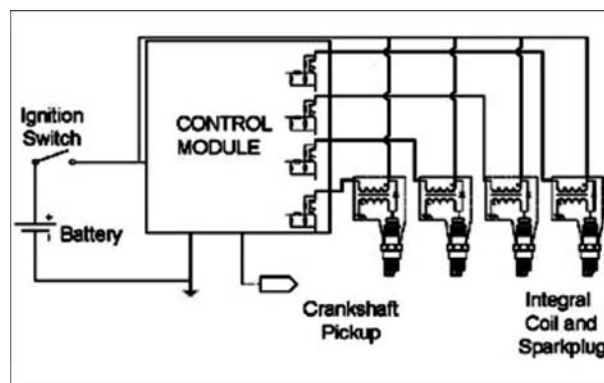 Ignition
Switch
CONTROL
MODULE
+
Battery
Crankshaft
Pickup
Integral
Coil and
Sparkplug